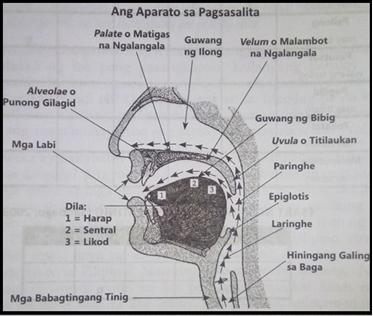 Ang Aparato sa Pagsasalita
Palate o Matigas
na Ngalangala
Guwang
ng Ilong
Velum o Malambot
na Ngalangala
Alveolae o
Punong Gilagid
Guwang ng Bibig
Uvula o Titilaukan
Mga Labi
Paringhe
Dila:
1 = Harap
2 = Sentral
3 = Likod
1
2
3
Epiglotis
Laringhe
Hiningang Galing
sa Baga
Mga Babagtingang Tinig